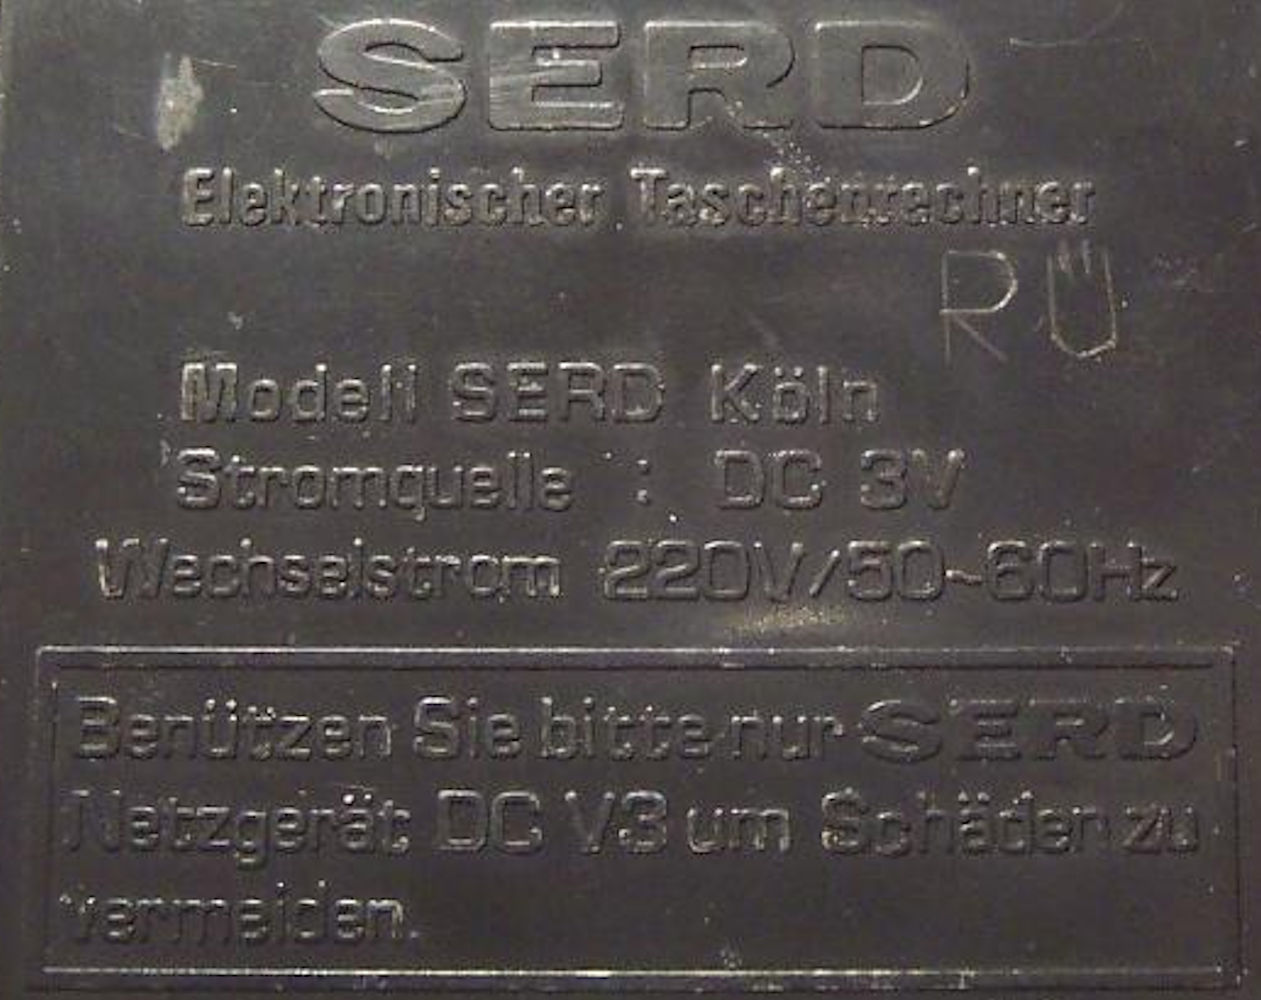 SERD
Elektronischer Taschenrechner
RÜ
Modell SERD Köln
Stromquelle : DC 3V
Wechselstrom 220V/50~60Hz
Benützen Sie bitte nur SERD
Netzgerät DC V3 um Schäden zu
vermeiden.